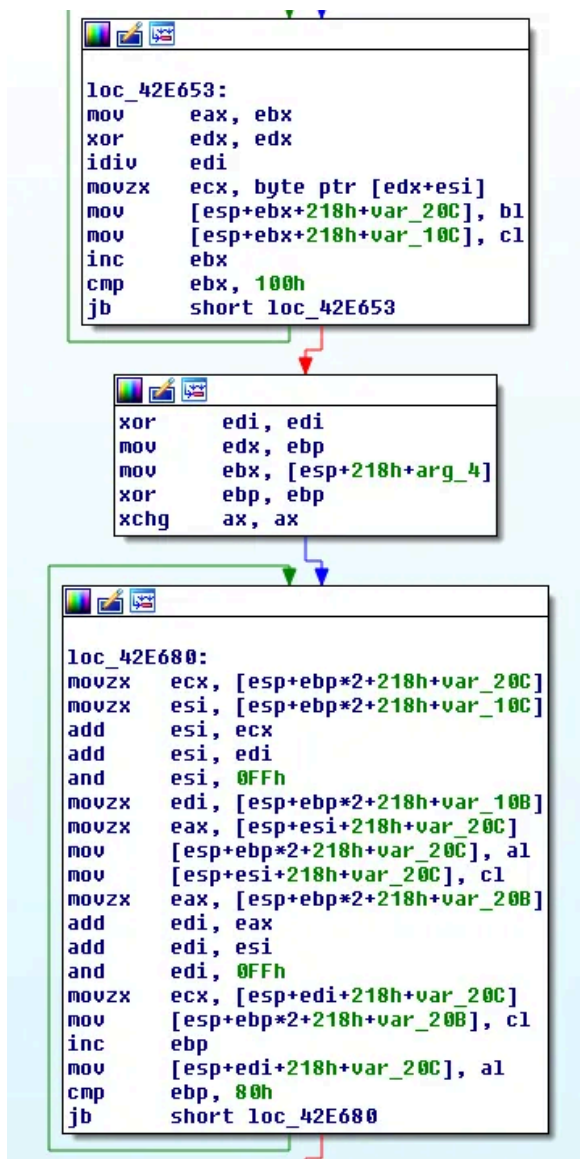 loc_42E653:
mov eax, ebx
xor edx, edx
idiv edi
movzx ecx, byte ptr [edx+esi]
mov [esp+ebx+218h+var_20C], bl
mov [esp+ebx+218h+var_10C], cl
inc ebx
cmp ebx, 100h
jb short loc_42E653
xor edi, edi
mov edx, ebp
mov ebx, [esp+218h+arg_4]
xor ebp, ebp
xchg ax, ax
loc_42E680:
movzx ecx, [esp+ebp*2+218h+var_20C]
movzx esi, [esp+ebp*2+218h+var_10C]
add esi, ecx
add esi, edi
and esi, 0FFh
movzx edi, [esp+ebp*2+218h+var_10B]
movzx eax, [esp+esi+218h+var_20C]
mov [esp+ebp*2+218h+var_20C], al
mov [esp+esi+218h+var_20C], cl
movzx eax, [esp+ebp*2+218h+var_20B]
add edi, eax
add edi, esi
and edi, 0FFh
movzx ecx, [esp+edi+218h+var_20C]
mov [esp+ebp*2+218h+var_20B], cl
inc ebp
mov [esp+edi+218h+var_20C], al
cmp ebp, 80h
jb short loc_42E680